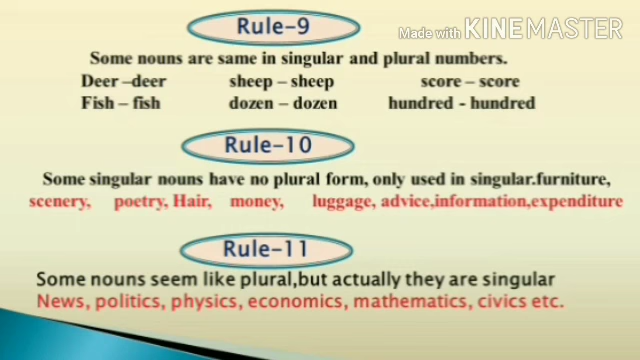 Made with KINEMASTER
Rule-9
Some nouns are same in singular and plural numbers.
Deer –deer sheep – sheep score – score
Fish – fish dozen – dozen hundred - hundred
Rule-10
Some singular nouns have no plural form, only used in singular.furniture,
scenery, poetry, Hair, money, luggage, advice,information,expenditure
Rule-11
Some nouns seem like plural,but actually they are singular
News, politics, physics, economics, mathematics, civics etc.